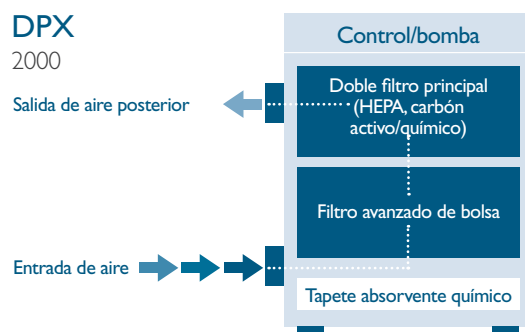 DPX
2000
Control/bomba
Doble filtro principal
(HEPA, carbón
activo/químico)
Salida de aire posterior
Filtro avanzado de bolsa
Entrada de aire
Tapete absorvente químico